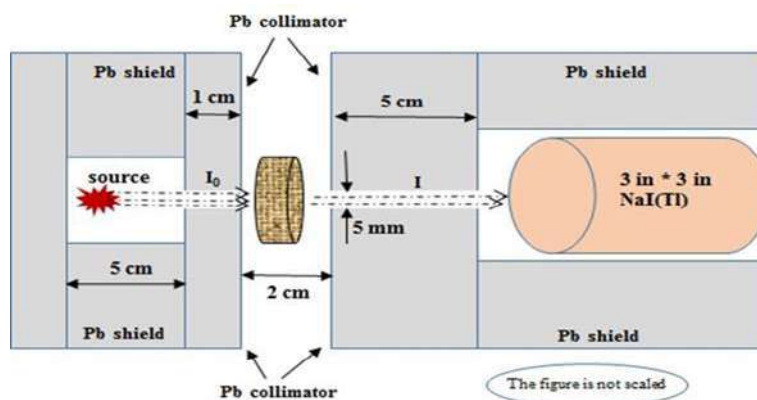 Pb collimator
Pb shield
Pb shield
1 cm
5 cm
source
I₀
I
3 in * 3 in
NaI(Tl)
5 mm
5 cm
2 cm
Pb shield
Pb shield
Pb collimator
The figure is not scaled